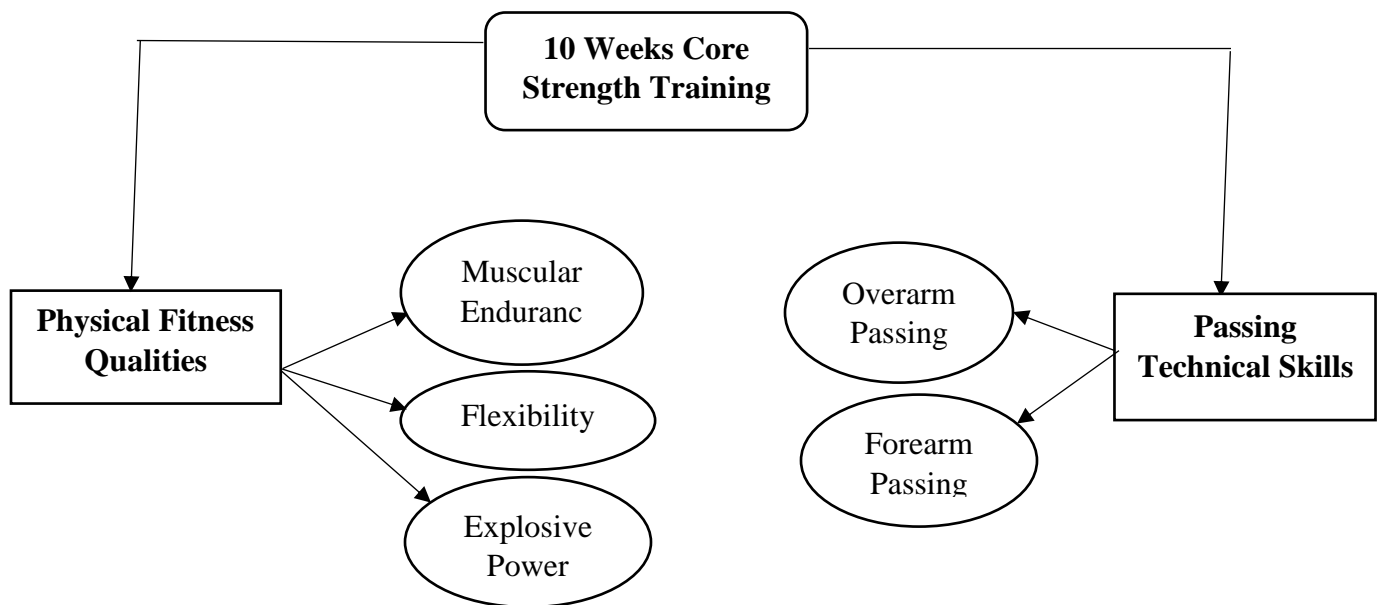 10 Weeks Core
Strength Training
Physical Fitness
Qualities
Muscular
Enduranc
Flexibility
Explosive
Power
Overarm
Passing
Forearm
Passing
Passing
Technical Skills